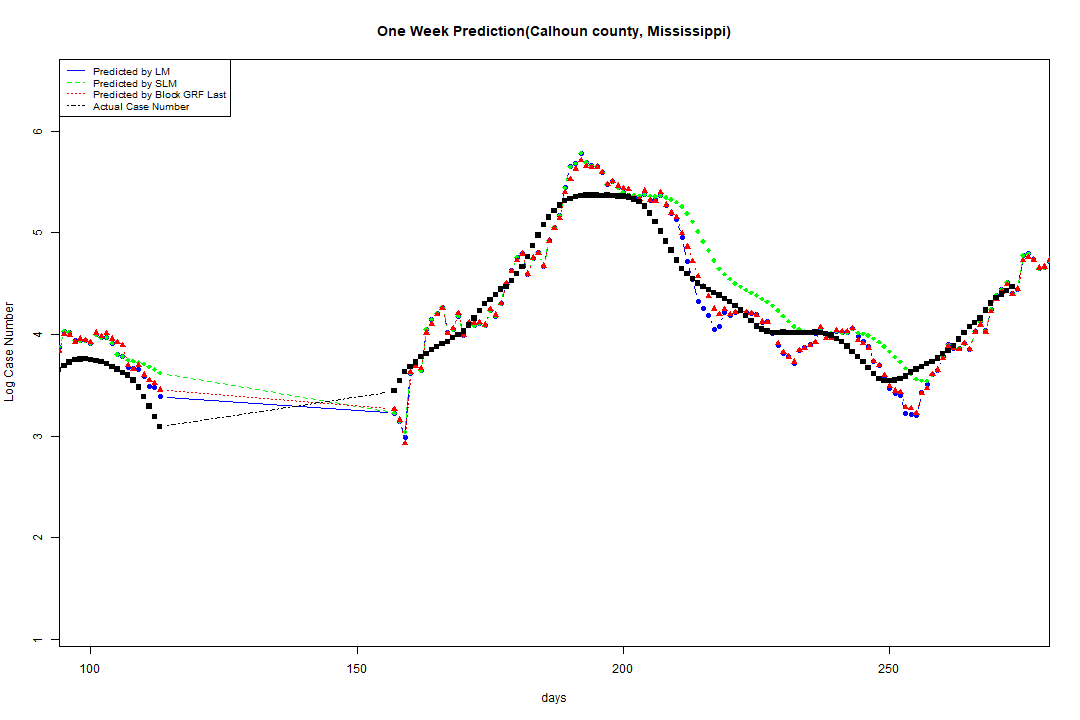 One Week Prediction(Calhoun county, Mississippi)
Predicted by LM
Predicted by SLM
Predicted by Block GRF Last
Actual Case Number
6
5
4
3
2
1
Log Case Number
100 150 200 250
days